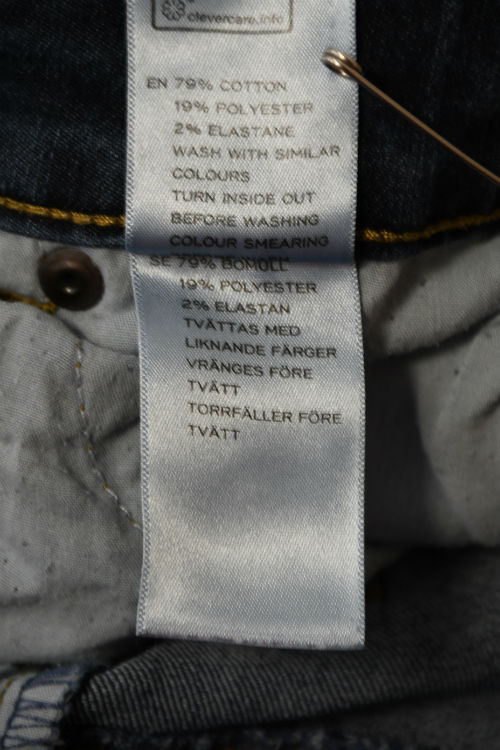 clevercare.info
EN 79% COTTON
19% POLYESTER
2% ELASTANE
WASH WITH SIMILAR
COLOURS
TURN INSIDE OUT
BEFORE WASHING
COLOUR SMEARING
SE 79% BOMULL
19% POLYESTER
2% ELASTAN
TVÄTTAS MED
LIKNANDE FÄRGER
VRÄNGES FÖRE
TVÄTT
TORRFÄLLER FÖRE
TVÄTT